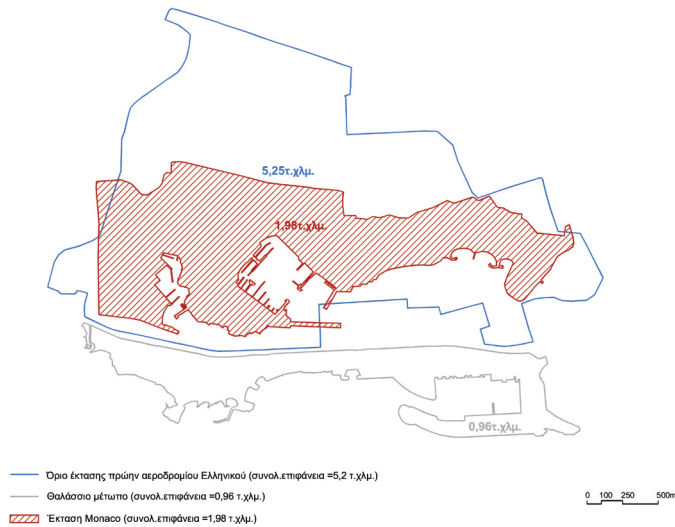 5,25τ.χλμ.
1,98τ.χλμ.
0,96τ.χλμ.
Όριο έκτασης πρώην αεροδρομίου Ελληνικού (συνολ.επιφάνεια =5,2 τ.χλμ.)
Θαλάσσιο μέτωπο (συνολ.επιφάνεια =0,96 τ.χλμ.)
Έκταση Monaco (συνολ.επιφάνεια =1,98 τ.χλμ.)
0 100 250 500m